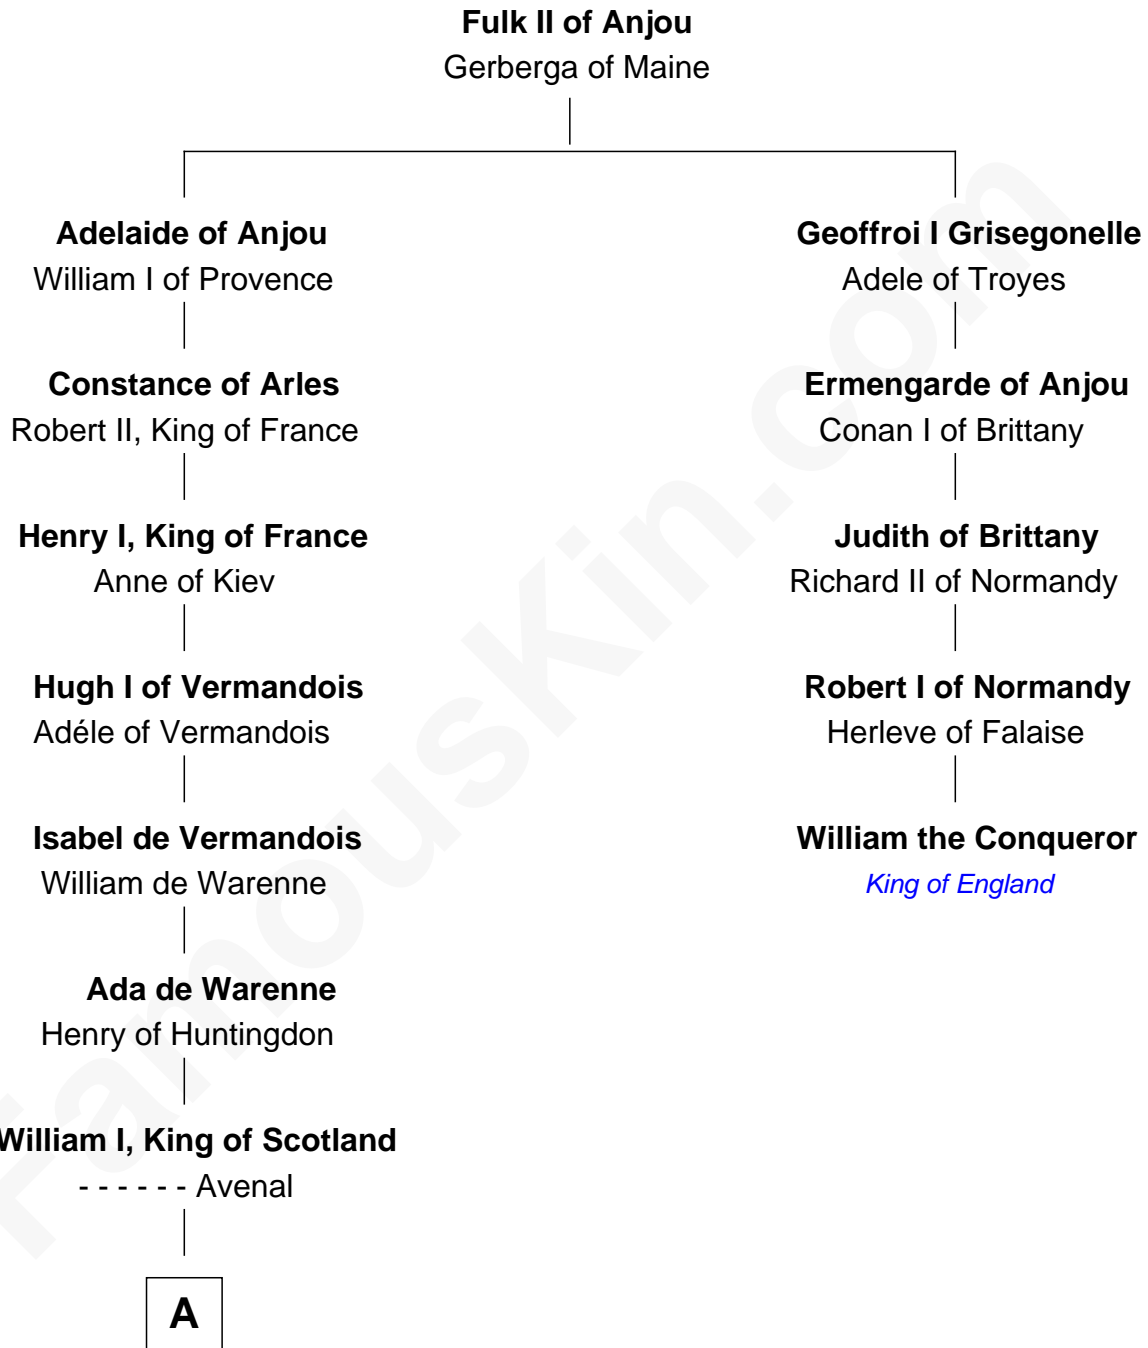 Fulk II of Anjou
Gerberga of Maine
Adelaide of Anjou
William I of Provence
Geoffroi I Grisegonelle
Adele of Troyes
Constance of Arles
Robert II, King of France
Ermengarde of Anjou
Conan I of Brittany
Henry I, King of France
Anne of Kiev
Judith of Brittany
Richard II of Normandy
Hugh I of Vermandois
Adéle of Vermandois
Robert I of Normandy
Herleve of Falaise
Isabel de Vermandois
William de Warenne
William the Conqueror
King of England
Ada de Warenne
Henry of Huntingdon
William I, King of Scotland
- - - - - - Avenal
A
FamousKin.com